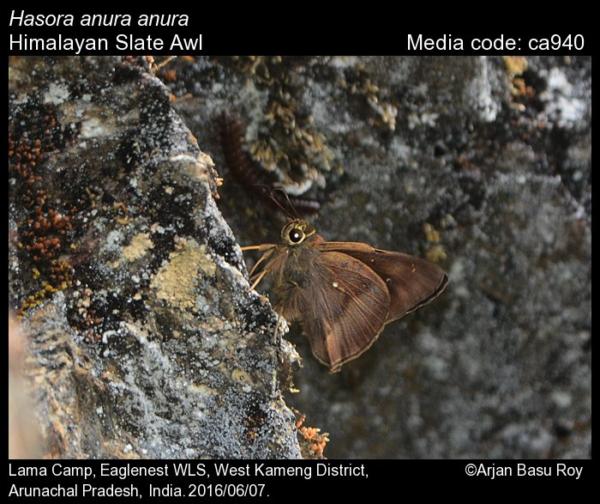 Hasora anura anura
Himalayan Slate Awl
Media code: ca940
Lama Camp, Eaglenest WLS, West Kameng District,
Arunachal Pradesh, India. 2016/06/07.
©Arjan Basu Roy